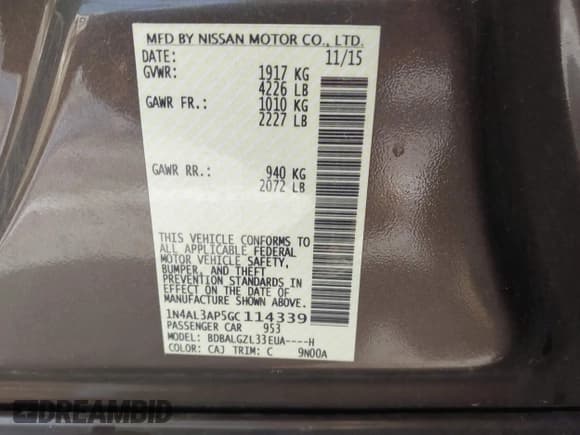 MFD BY NISSAN MOTOR CO., LTD.
DATE: 11/15
GVWR: 1917 KG
4226 LB
GAWR FR.: 1010 KG
2227 LB
GAWR RR.: 940 KG
2072 LB
THIS VEHICLE CONFORMS TO
ALL APPLICABLE FEDERAL
MOTOR VEHICLE SAFETY,
BUMPER, AND THEFT
PREVENTION STANDARDS IN
EFFECT ON THE DATE OF
MANUFACTURE SHOWN ABOVE.
1N4AL3AP5GC114339
PASSENGER CAR 953
MODEL: BDBALGZL33EUA----H
COLOR: CAJ TRIM: C 9N00A
DREAMBID